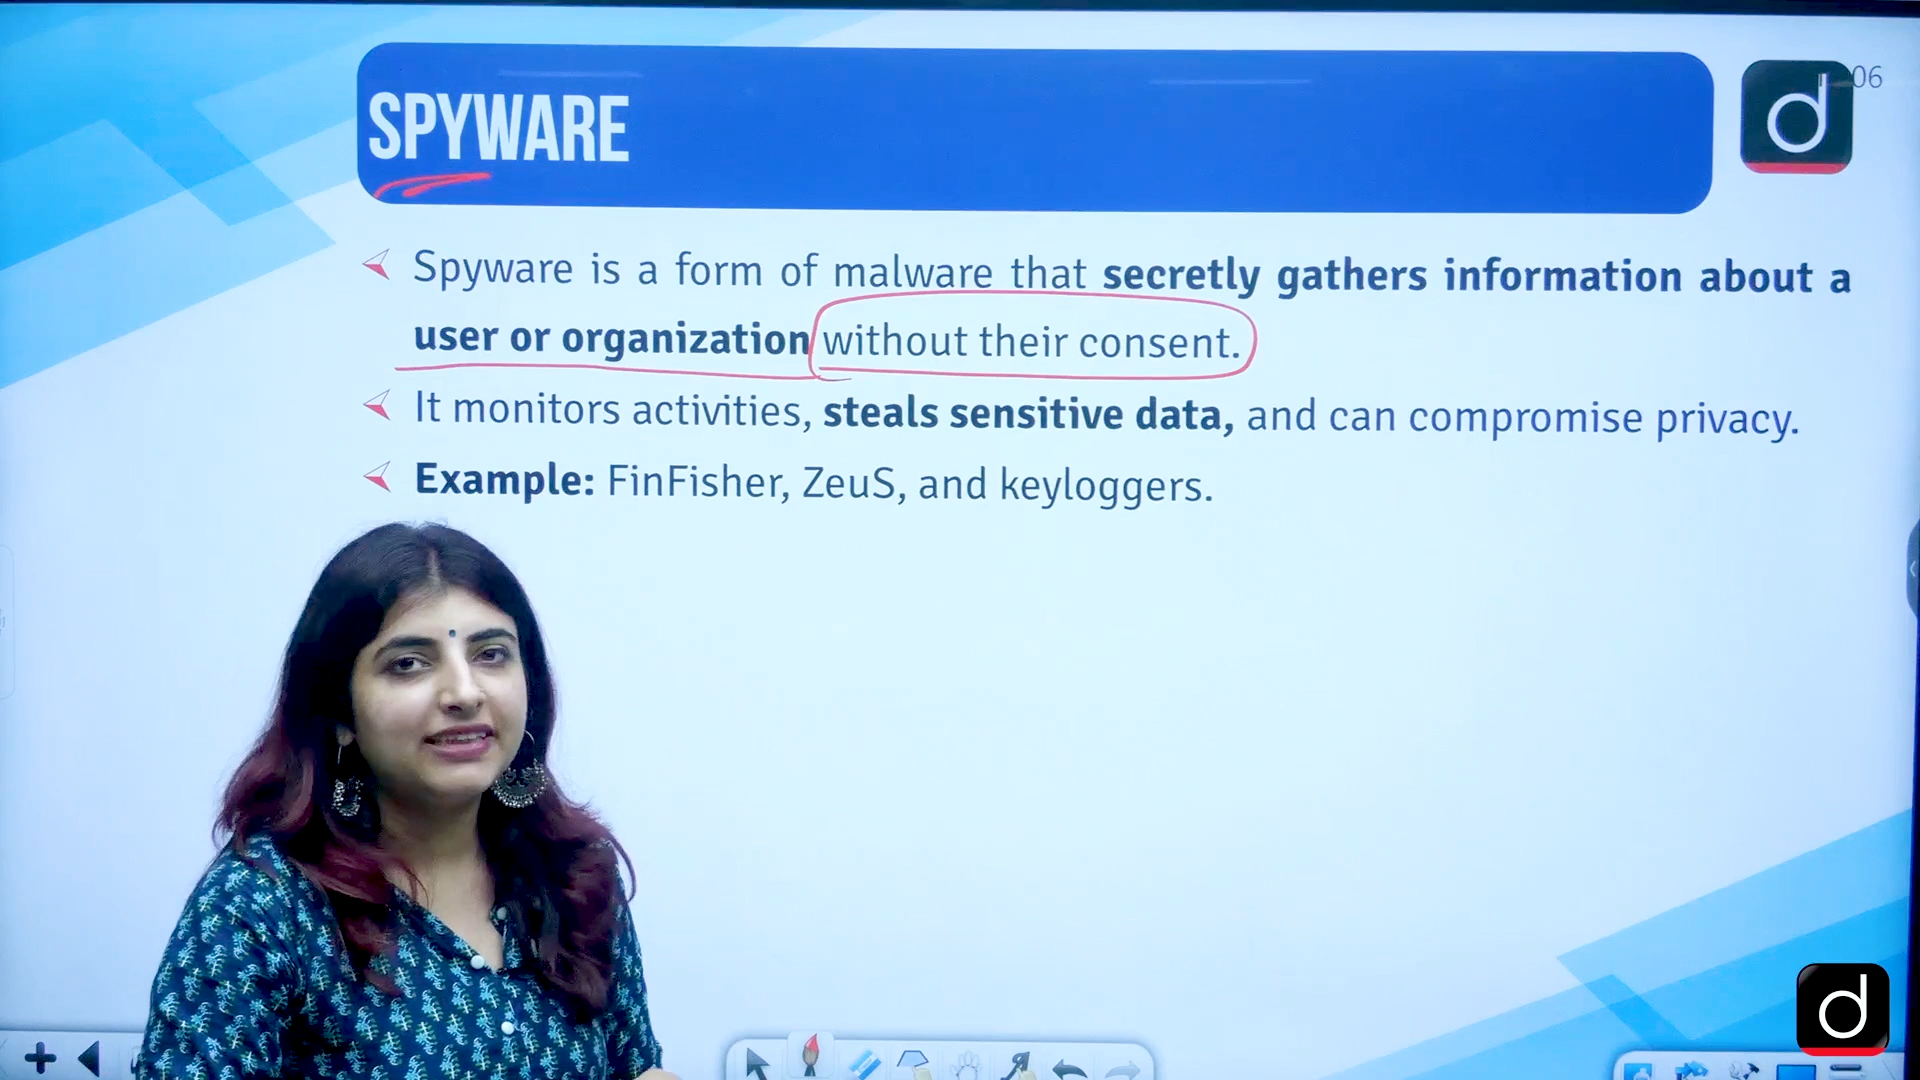 SPYWARE
06
d
Spyware is a form of malware that secretly gathers information about a
user or organization without their consent.
It monitors activities, steals sensitive data, and can compromise privacy.
Example: FinFisher, ZeuS, and keyloggers.
d